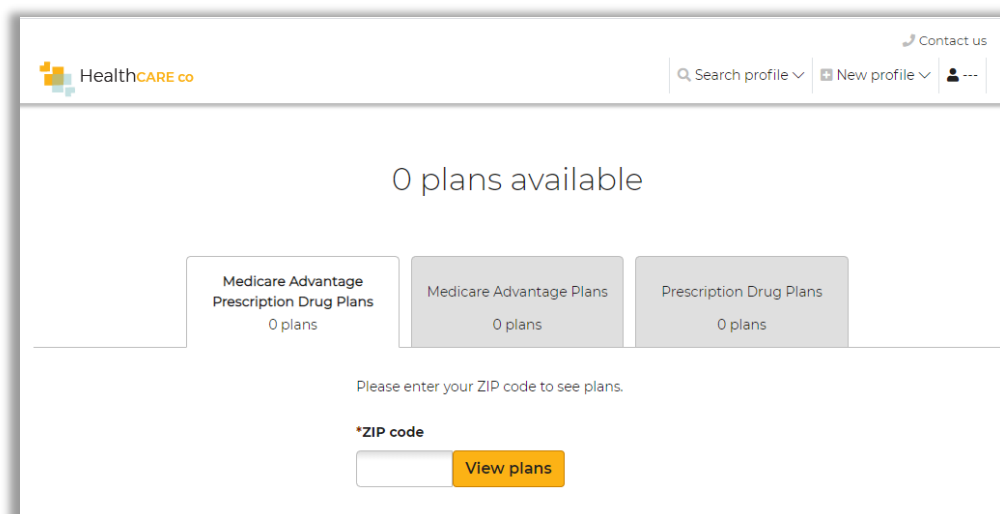 Contact us
HealthCARE co
Search profile
New profile
---
0 plans available
Medicare Advantage
Prescription Drug Plans
0 plans
Medicare Advantage Plans
0 plans
Prescription Drug Plans
0 plans
Please enter your ZIP code to see plans.
*ZIP code
View plans